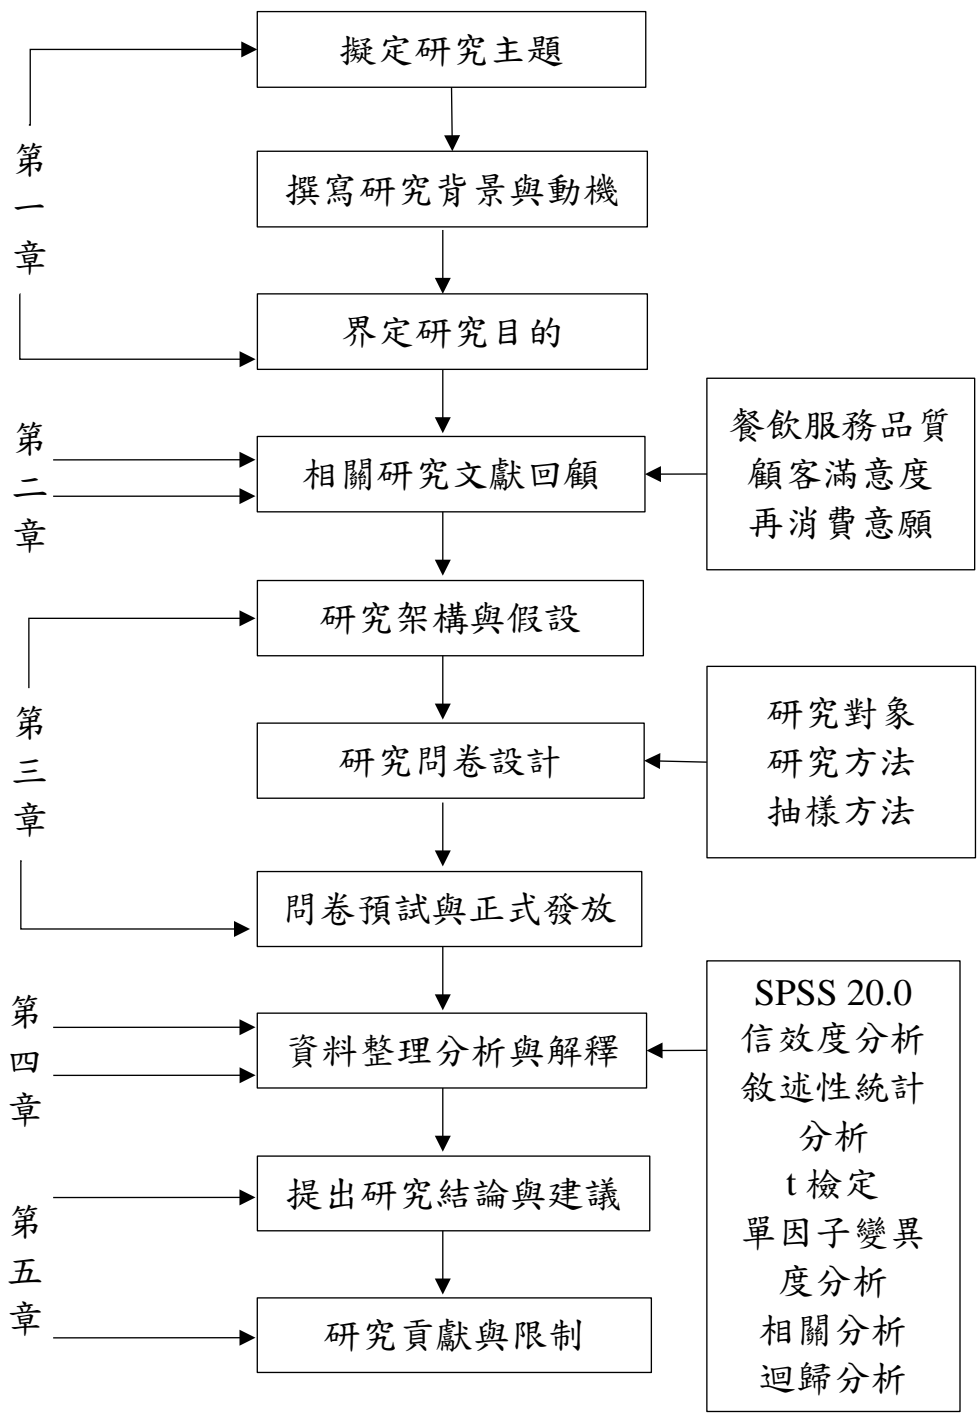 擬定研究主題
撰寫研究背景與動機
界定研究目的
第
一
章
相關研究文獻回顧
第
二
章
餐飲服務品質
顧客滿意度
再消費意願
研究架構與假設
研究問卷設計
問卷預試與正式發放
第
三
章
研究對象
研究方法
抽樣方法
資料整理分析與解釋
第
四
章
SPSS 20.0
信效度分析
敘述性統計
分析
t 檢定
單因子變異
度分析
相關分析
迴歸分析
提出研究結論與建議
研究貢獻與限制
第
五
章